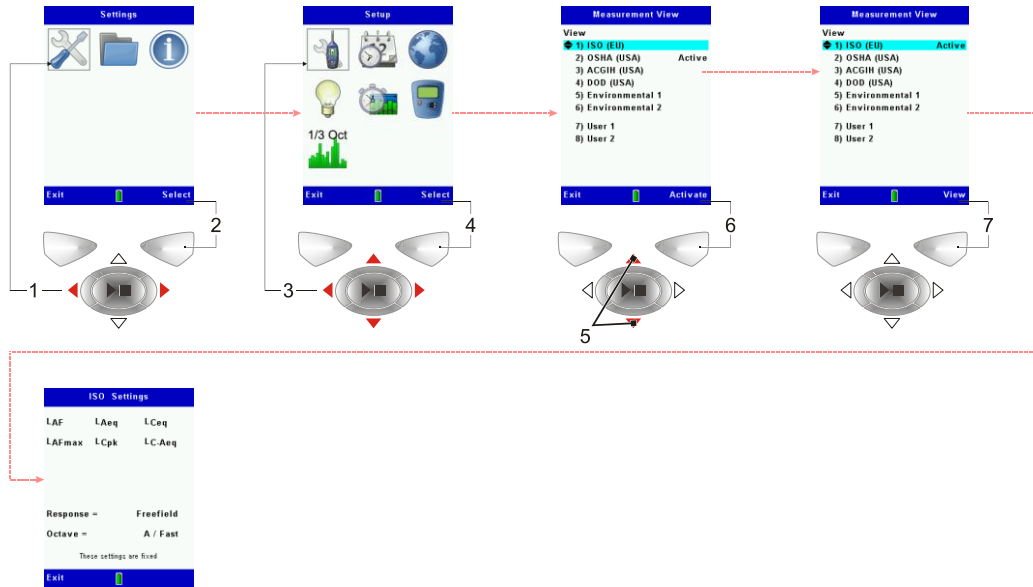 Settings
Exit Select
2
1
Setup
1/3 Oct
Exit Select
4
3
Measurement View
View
1) ISO (EU)
2) OSHA (USA) Active
3) ACGIH (USA)
4) DOD (USA)
5) Environmental 1
6) Environmental 2
7) User 1
8) User 2
Exit Activate
6
5
Measurement View
View
1) ISO (EU) Active
2) OSHA (USA)
3) ACGIH (USA)
4) DOD (USA)
5) Environmental 1
6) Environmental 2
7) User 1
8) User 2
Exit View
7
ISO Settings
LAF LAeq LCeq
LAFmax LCpk LC-Aeq
Response = Freefield
Octave = A / Fast
These settings are fixed
Exit